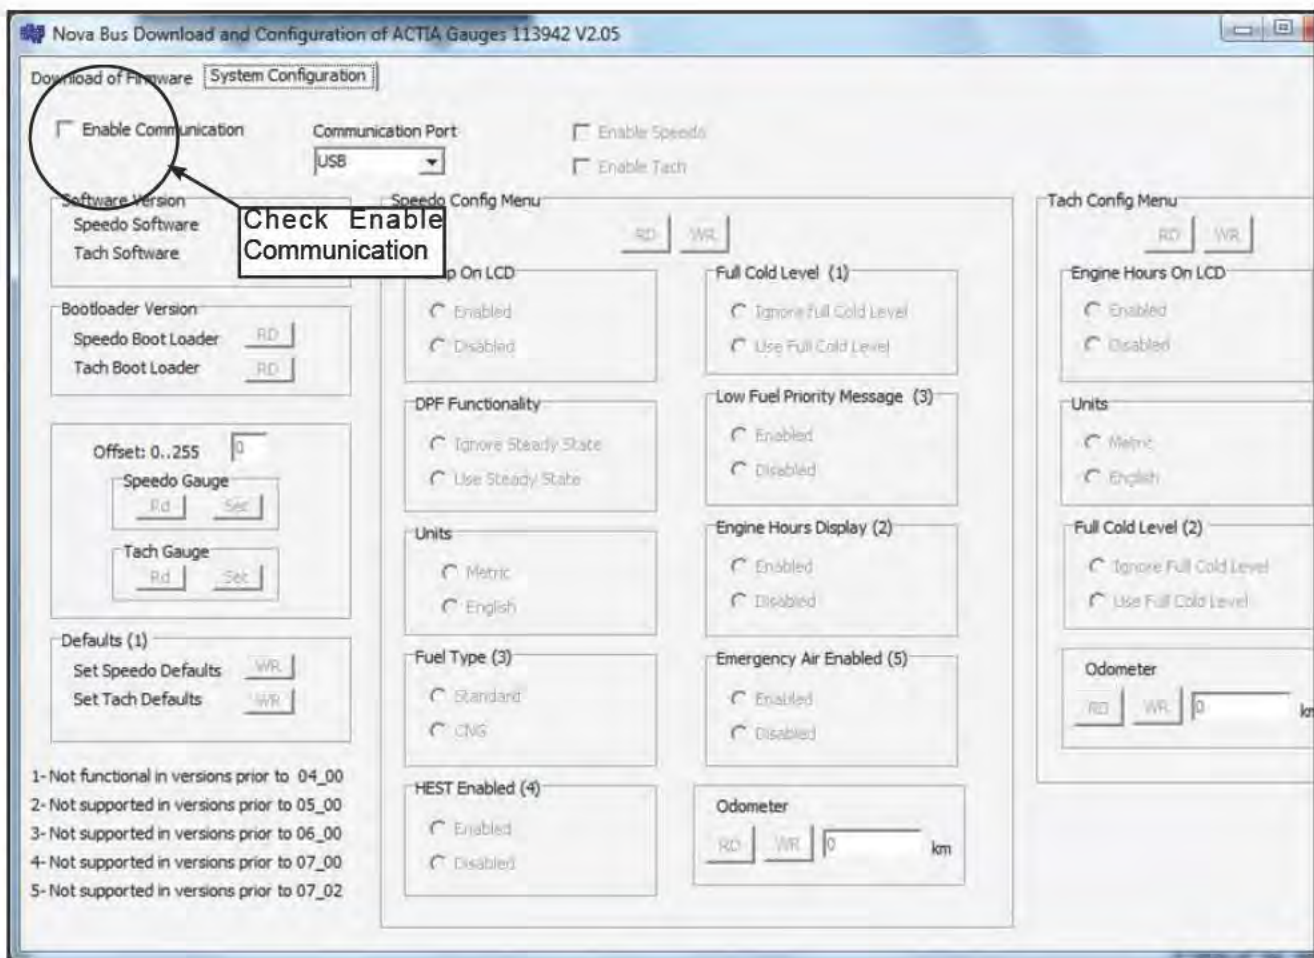 Nova Bus Download and Configuration of ACTIA Gauges 113942 V2.05
Download of Firmware System Configuration
Enable Communication
Communication Port
USB
Enable Speedo
Enable Tach
Check Enable
Communication
Software Version
Speedo Software
Tach Software
Bootloader Version
Speedo Boot Loader RD
Tach Boot Loader RD
Offset: 0..255 0
Speedo Gauge
Rd Set
Tach Gauge
Rd Set
Defaults (1)
Set Speedo Defaults WR
Set Tach Defaults WR
1- Not functional in versions prior to 04_00
2- Not supported in versions prior to 05_00
3- Not supported in versions prior to 06_00
4- Not supported in versions prior to 07_00
5- Not supported in versions prior to 07_02
Speedo Config Menu
RD WR
On LCD
Enabled
Disabled
DPF Functionality
Ignore Steady State
Use Steady State
Units
Metric
English
Fuel Type (3)
Standard
CNG
HEST Enabled (4)
Enabled
Disabled
Full Cold Level (1)
Ignore Full Cold Level
Use Full Cold Level
Low Fuel Priority Message (3)
Enabled
Disabled
Engine Hours Display (2)
Enabled
Disabled
Emergency Air Enabled (5)
Enabled
Disabled
Odometer
RD WR 0 km
Tach Config Menu
RD WR
Engine Hours On LCD
Enabled
Disabled
Units
Metric
English
Full Cold Level (2)
Ignore Full Cold Level
Use Full Cold Level
Odometer
RD WR 0